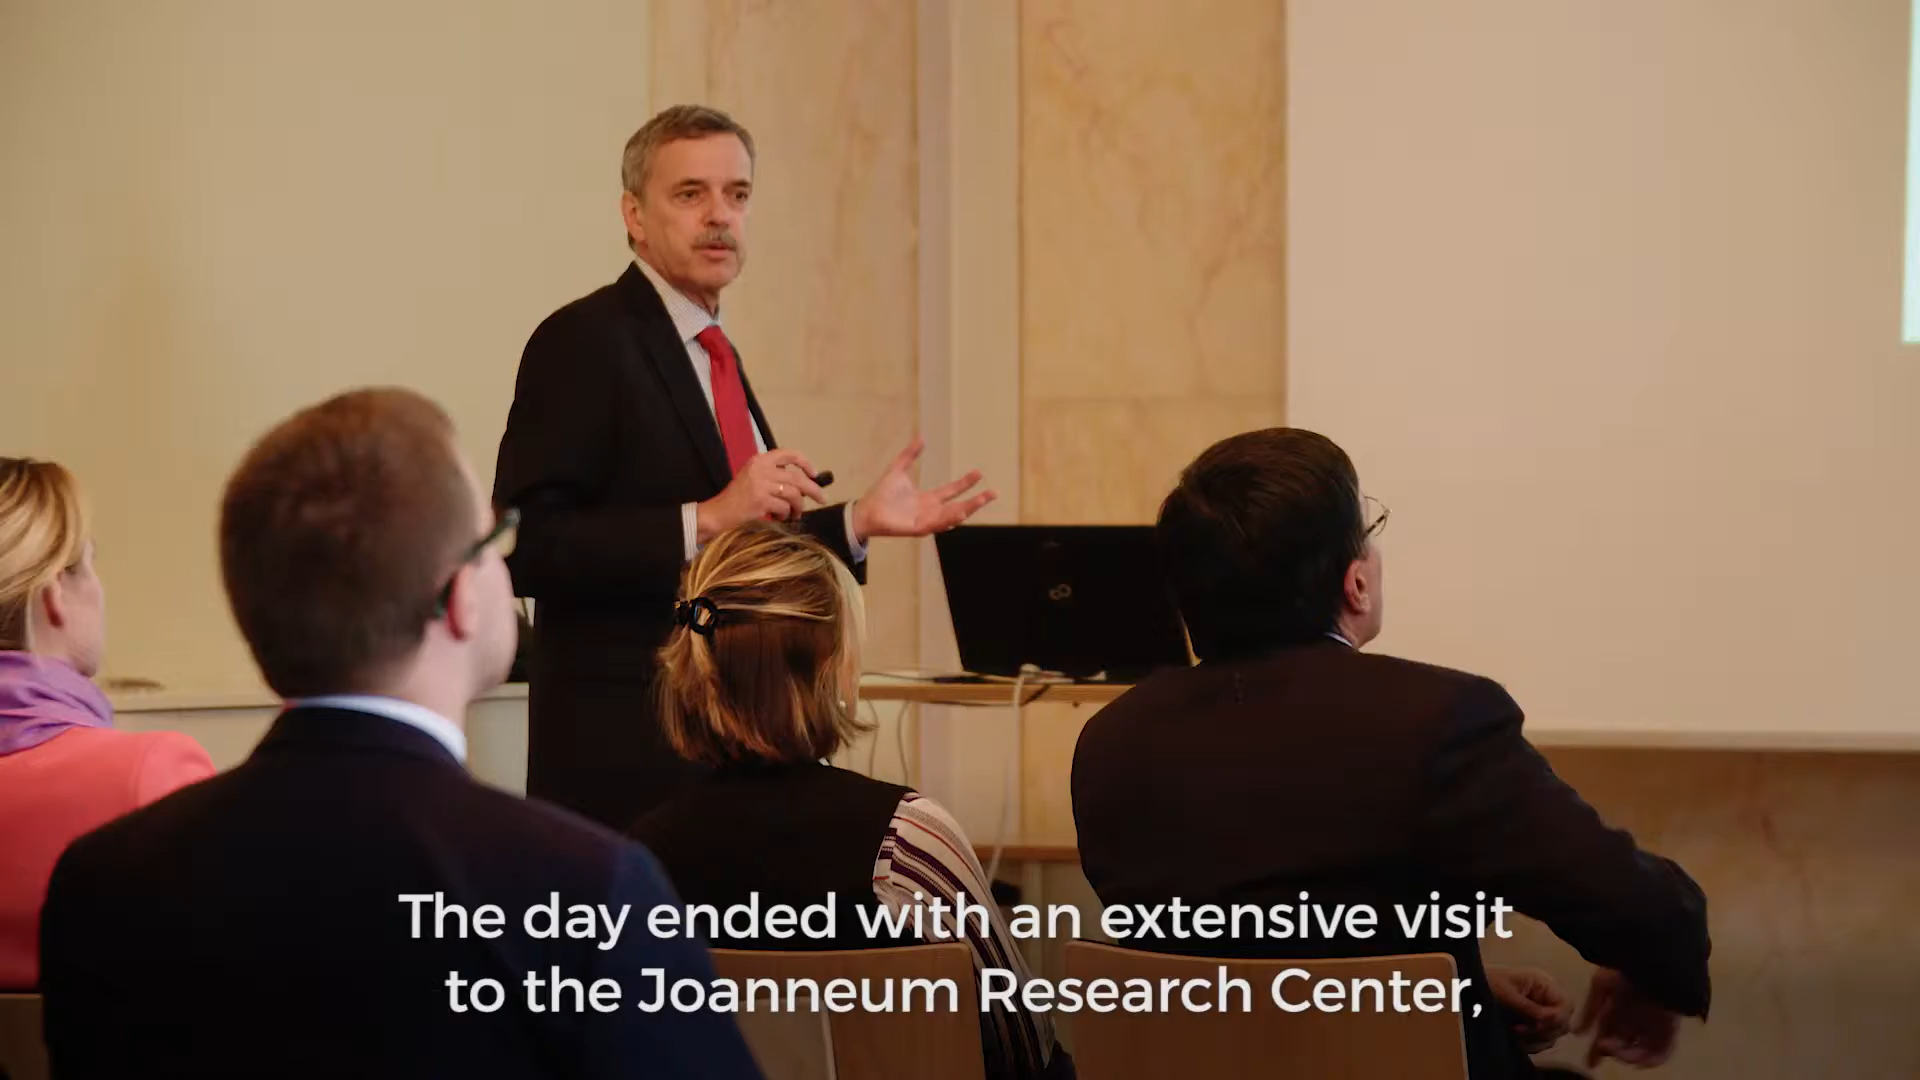 The day ended with an extensive visit
to the Joanneum Research Center,